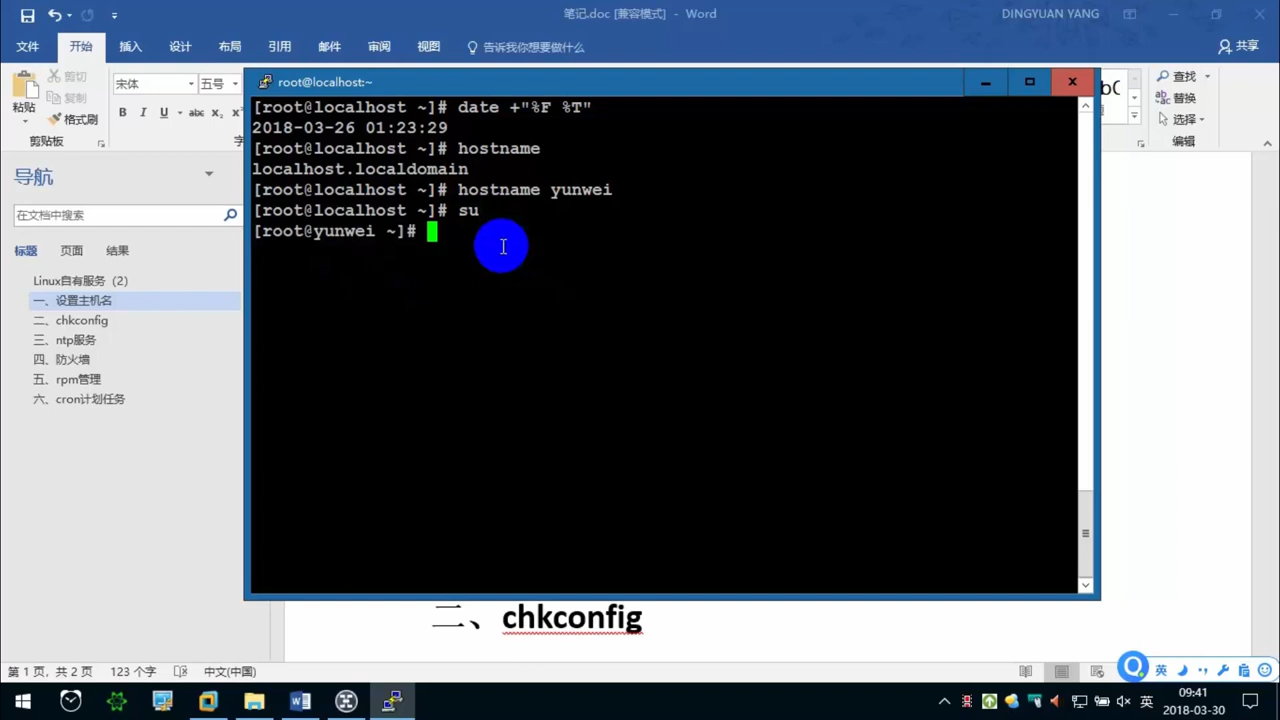 笔记.doc [兼容模式] - Word
DINGYUAN YANG
文件 开始 插入 设计 布局 引用 邮件 审阅 视图 告诉我你想要做什么 共享
粘贴
剪切
复制
格式刷
剪贴板
宋体 五号
B I U abc x₂ x
字
查找
替换
选择
编辑
导航
在文档中搜索
标题 页面 结果
Linux自有服务(2)
一、设置主机名
二、chkconfig
三、ntp服务
四、防火墙
五、rpm管理
六、cron计划任务
root@localhost:~
[root@localhost ~]# date +"%F %T"
2018-03-26 01:23:29
[root@localhost ~]# hostname
localhost.localdomain
[root@localhost ~]# hostname yunwei
[root@localhost ~]# su
[root@yunwei ~]#
二、chkconfig
第 1 页，共 2 页 123 个字 中文(中国)
英
英
09:41
2018-03-30